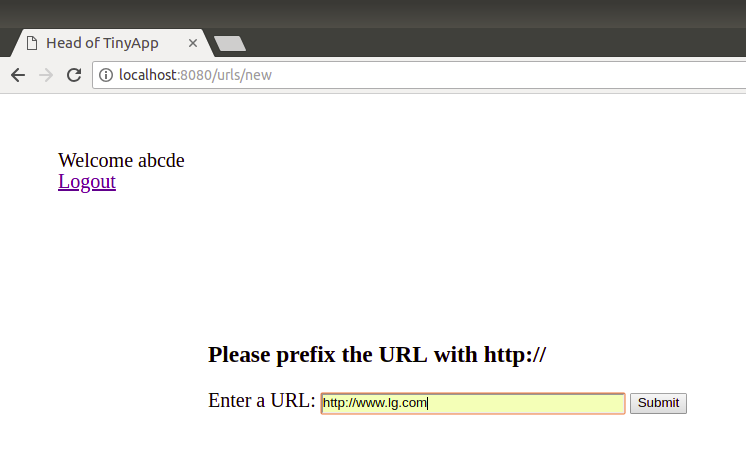 Head of TinyApp
localhost:8080/urls/new
Welcome abcde
Logout
Please prefix the URL with http://
Enter a URL: http://www.lg.com Submit